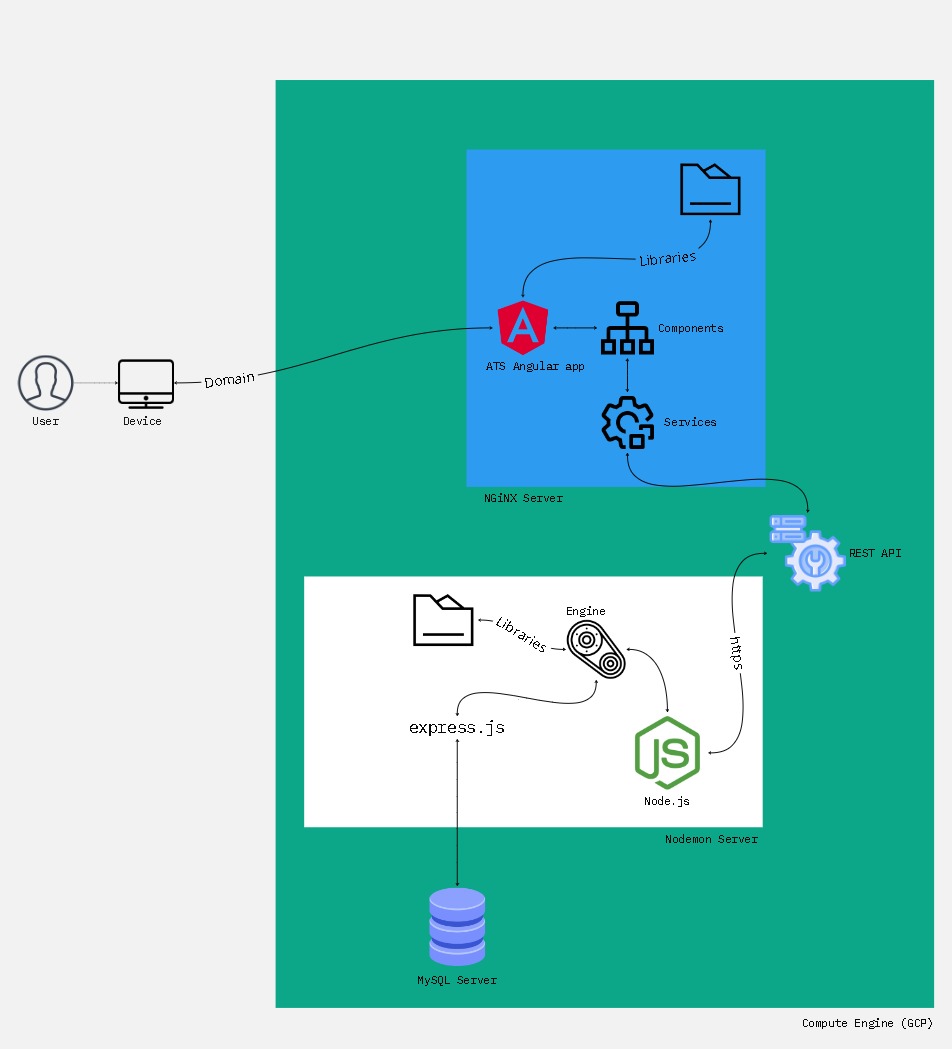 Libraries
Components
ATS Angular app
Domain
User
Device
Services
NGiNX Server
REST API
Engine
Libraries
https
express.js
JS
Node.js
Nodemon Server
MySQL Server
Compute Engine (GCP)